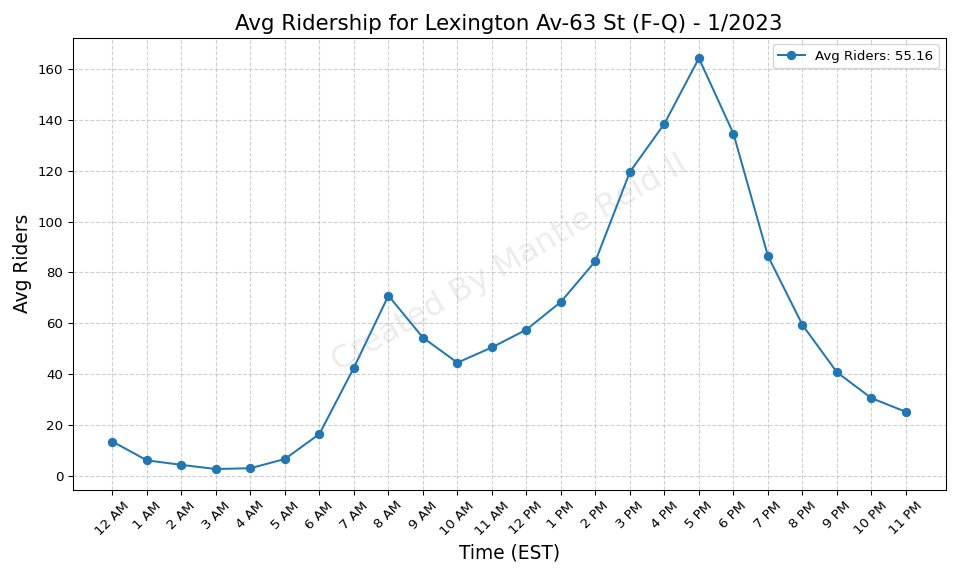 Avg Ridership for Lexington Av-63 St (F-Q) - 1/2023
Avg Riders: 55.16
160
140
120
100
80
60
40
20
0
Avg Riders
Created By Mantle Reid II
12 AM
1 AM
2 AM
3 AM
4 AM
5 AM
6 AM
7 AM
8 AM
9 AM
10 AM
11 AM
12 PM
1 PM
2 PM
3 PM
4 PM
5 PM
6 PM
7 PM
8 PM
9 PM
10 PM
11 PM
Time (EST)